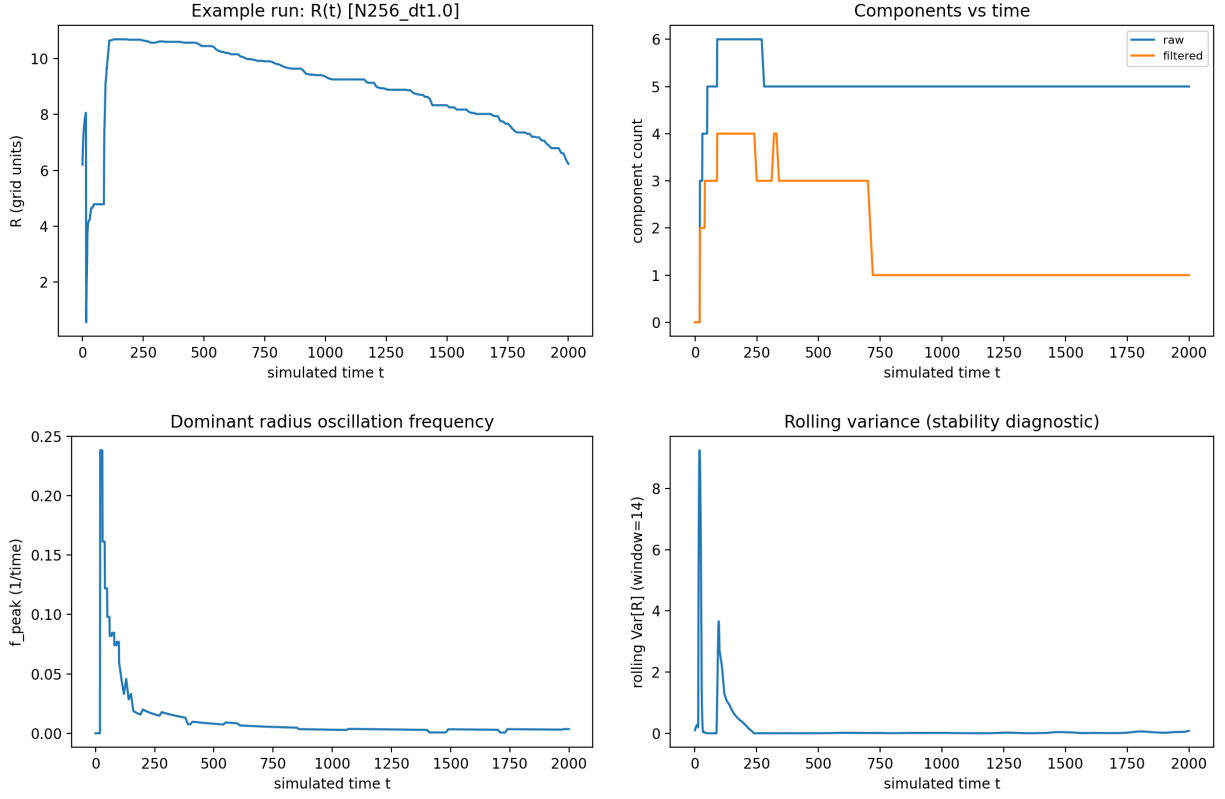 Example run: R(t) [N256_dt1.0]
R (grid units)
10
8
6
4
2
0 250 500 750 1000 1250 1500 1750 2000
simulated time t
Components vs time
component count
6
5
4
3
2
1
0
raw
filtered
0 250 500 750 1000 1250 1500 1750 2000
simulated time t
Dominant radius oscillation frequency
f_peak (1/time)
0.25
0.20
0.15
0.10
0.05
0.00
0 250 500 750 1000 1250 1500 1750 2000
simulated time t
Rolling variance (stability diagnostic)
rolling Var[R] (window=14)
8
6
4
2
0
0 250 500 750 1000 1250 1500 1750 2000
simulated time t